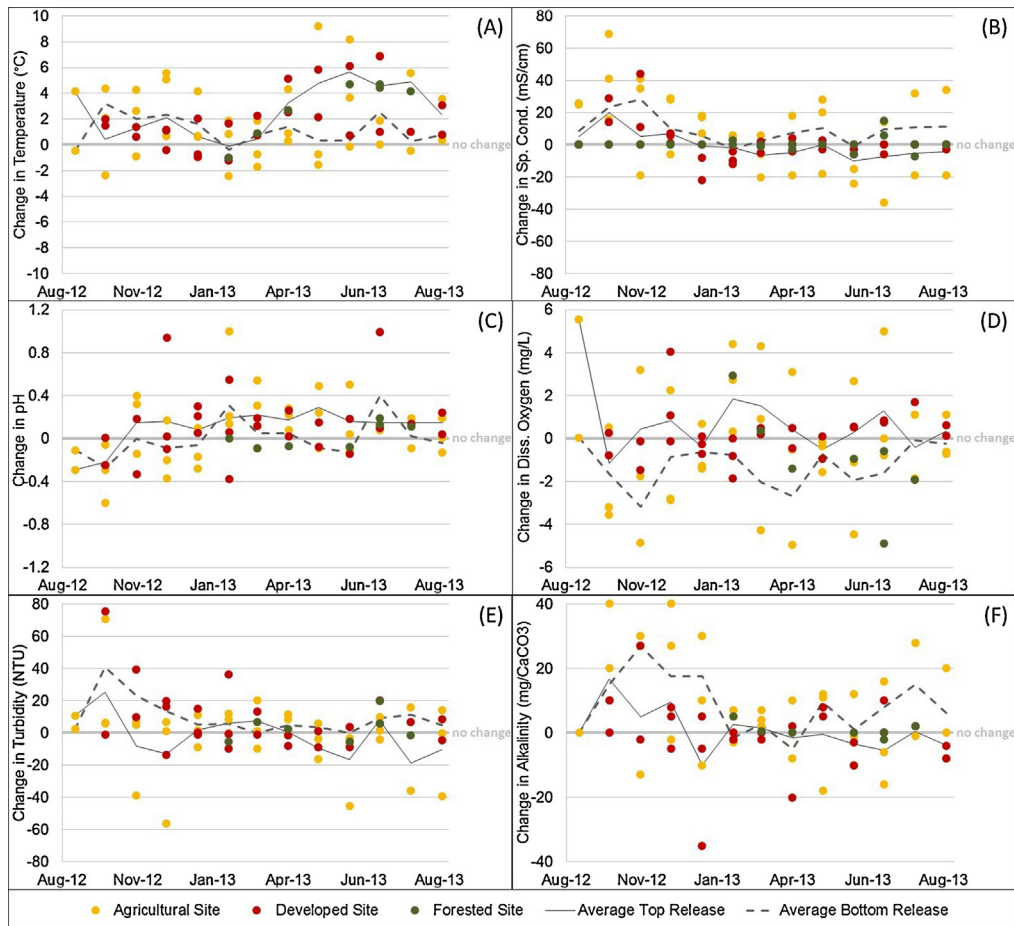 (A)
Change in Temperature (°C)
10
8
6
4
2
0
-2
-4
-6
-8
-10
no change
Aug-12 Nov-12 Jan-13 Apr-13 Jun-13 Aug-13
(B)
Change in Sp. Cond. (mS/cm)
80
60
40
20
0
-20
-40
-60
-80
no change
Aug-12 Nov-12 Jan-13 Apr-13 Jun-13 Aug-13
(C)
Change in pH
1.2
0.8
0.4
0
-0.4
-0.8
-1.2
no change
Aug-12 Nov-12 Jan-13 Apr-13 Jun-13 Aug-13
(D)
Change in Diss. Oxygen (mg/L)
6
4
2
0
-2
-4
-6
no change
Aug-12 Nov-12 Jan-13 Apr-13 Jun-13 Aug-13
(E)
Change in Turbidity (NTU)
80
60
40
20
0
-20
-40
-60
-80
no change
Aug-12 Nov-12 Jan-13 Apr-13 Jun-13 Aug-13
(F)
Change in Alkalinity (mg/CaCO3)
40
20
0
-20
-40
no change
Aug-12 Nov-12 Jan-13 Apr-13 Jun-13 Aug-13
Agricultural Site Developed Site Forested Site Average Top Release Average Bottom Release